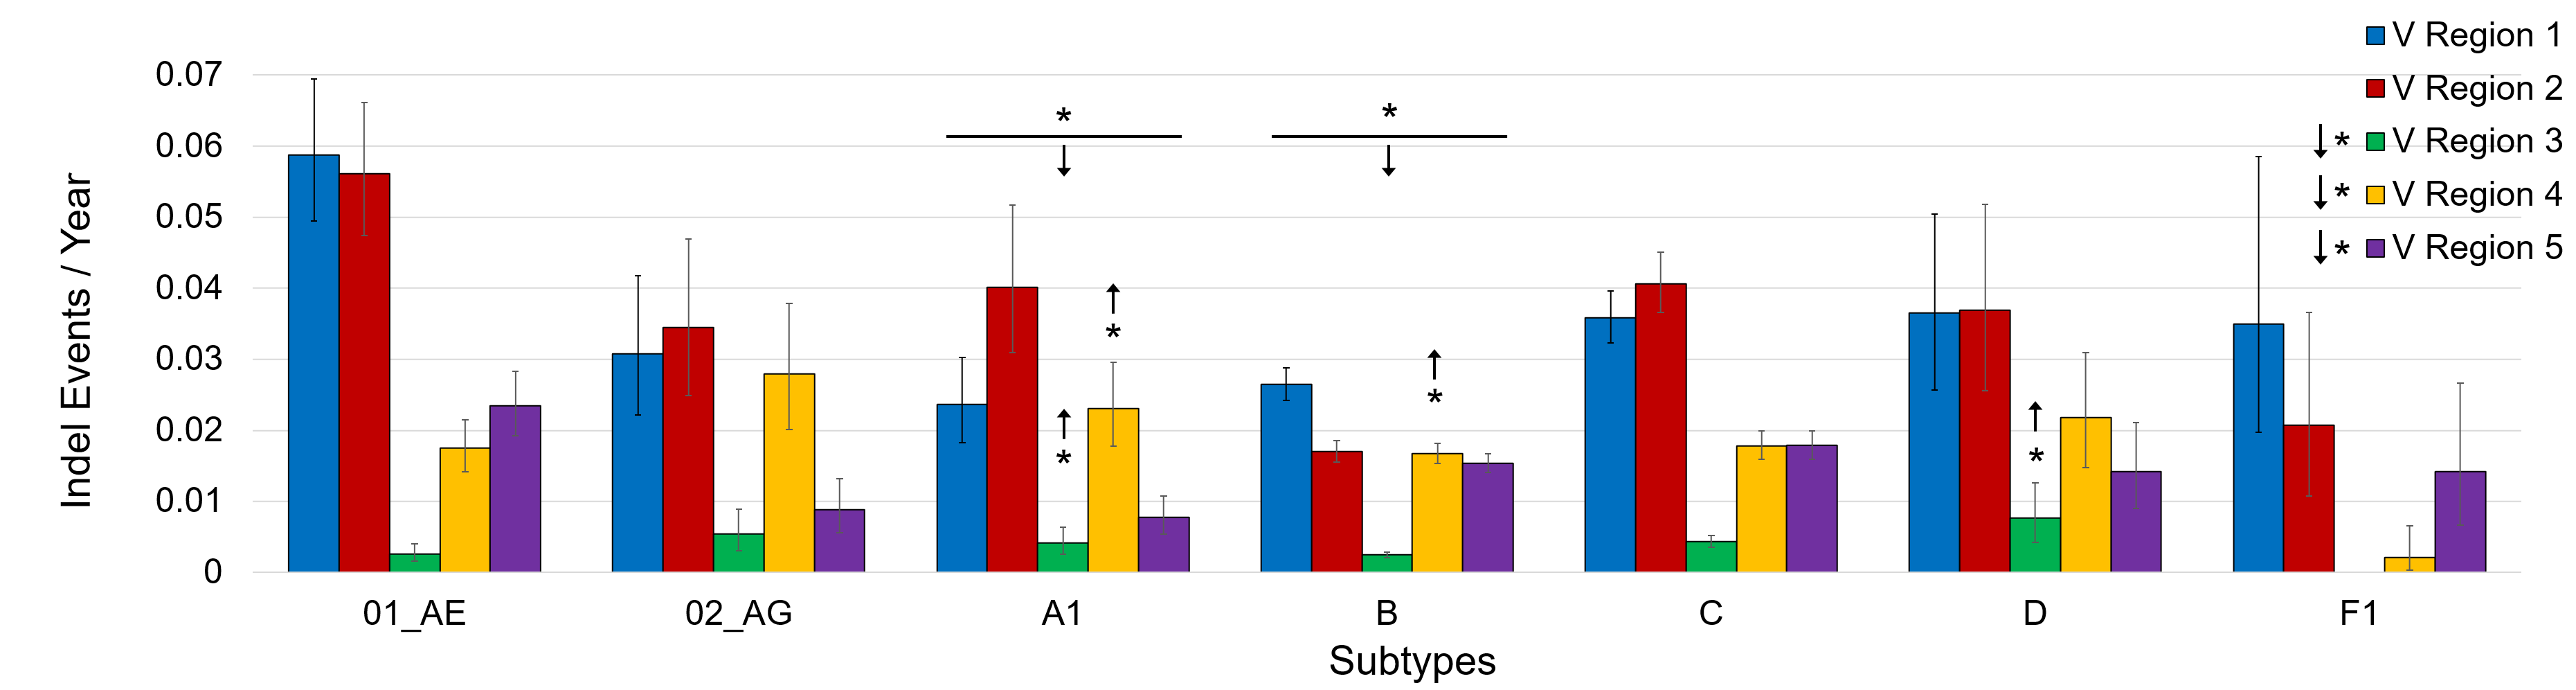 V Region 1
V Region 2
↓ * V Region 3
↓ * V Region 4
↓ * V Region 5
Indel Events / Year
0.07
0.06
0.05
0.04
0.03
0.02
0.01
0
* *
↓ ↓
↑
*
↑
*
↑
*
↑
*
01_AE 02_AG A1 B C D F1
Subtypes